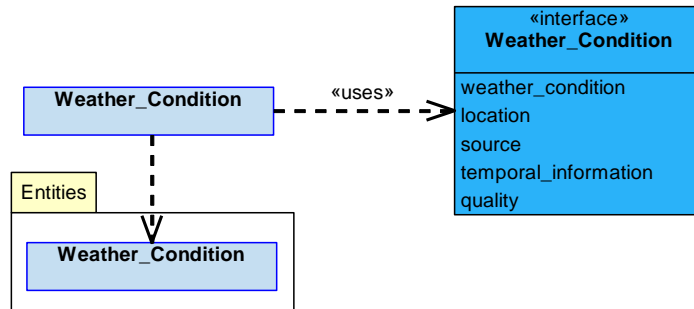 «interface»
Weather_Condition
weather_condition
location
source
temporal_information
quality
Weather_Condition
«uses»
Entities
Weather_Condition